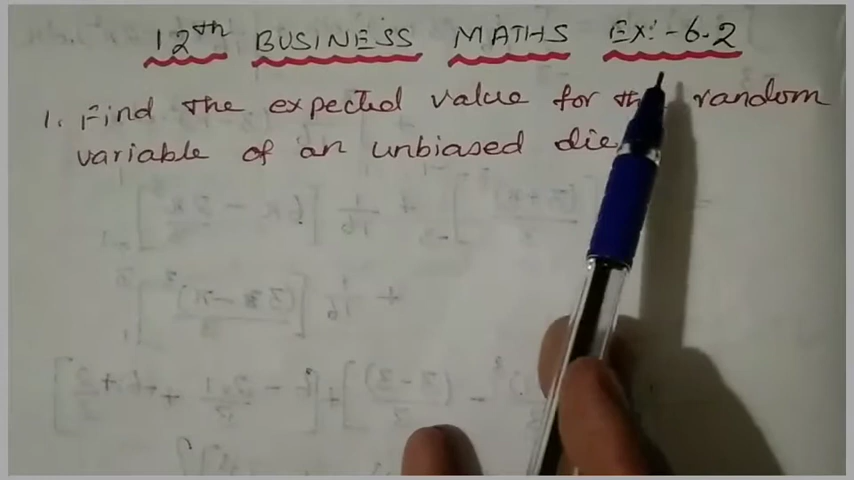 12th BUSINESS MATHS EX:-6.2
1. Find the expected value for the random
variable of an unbiased die